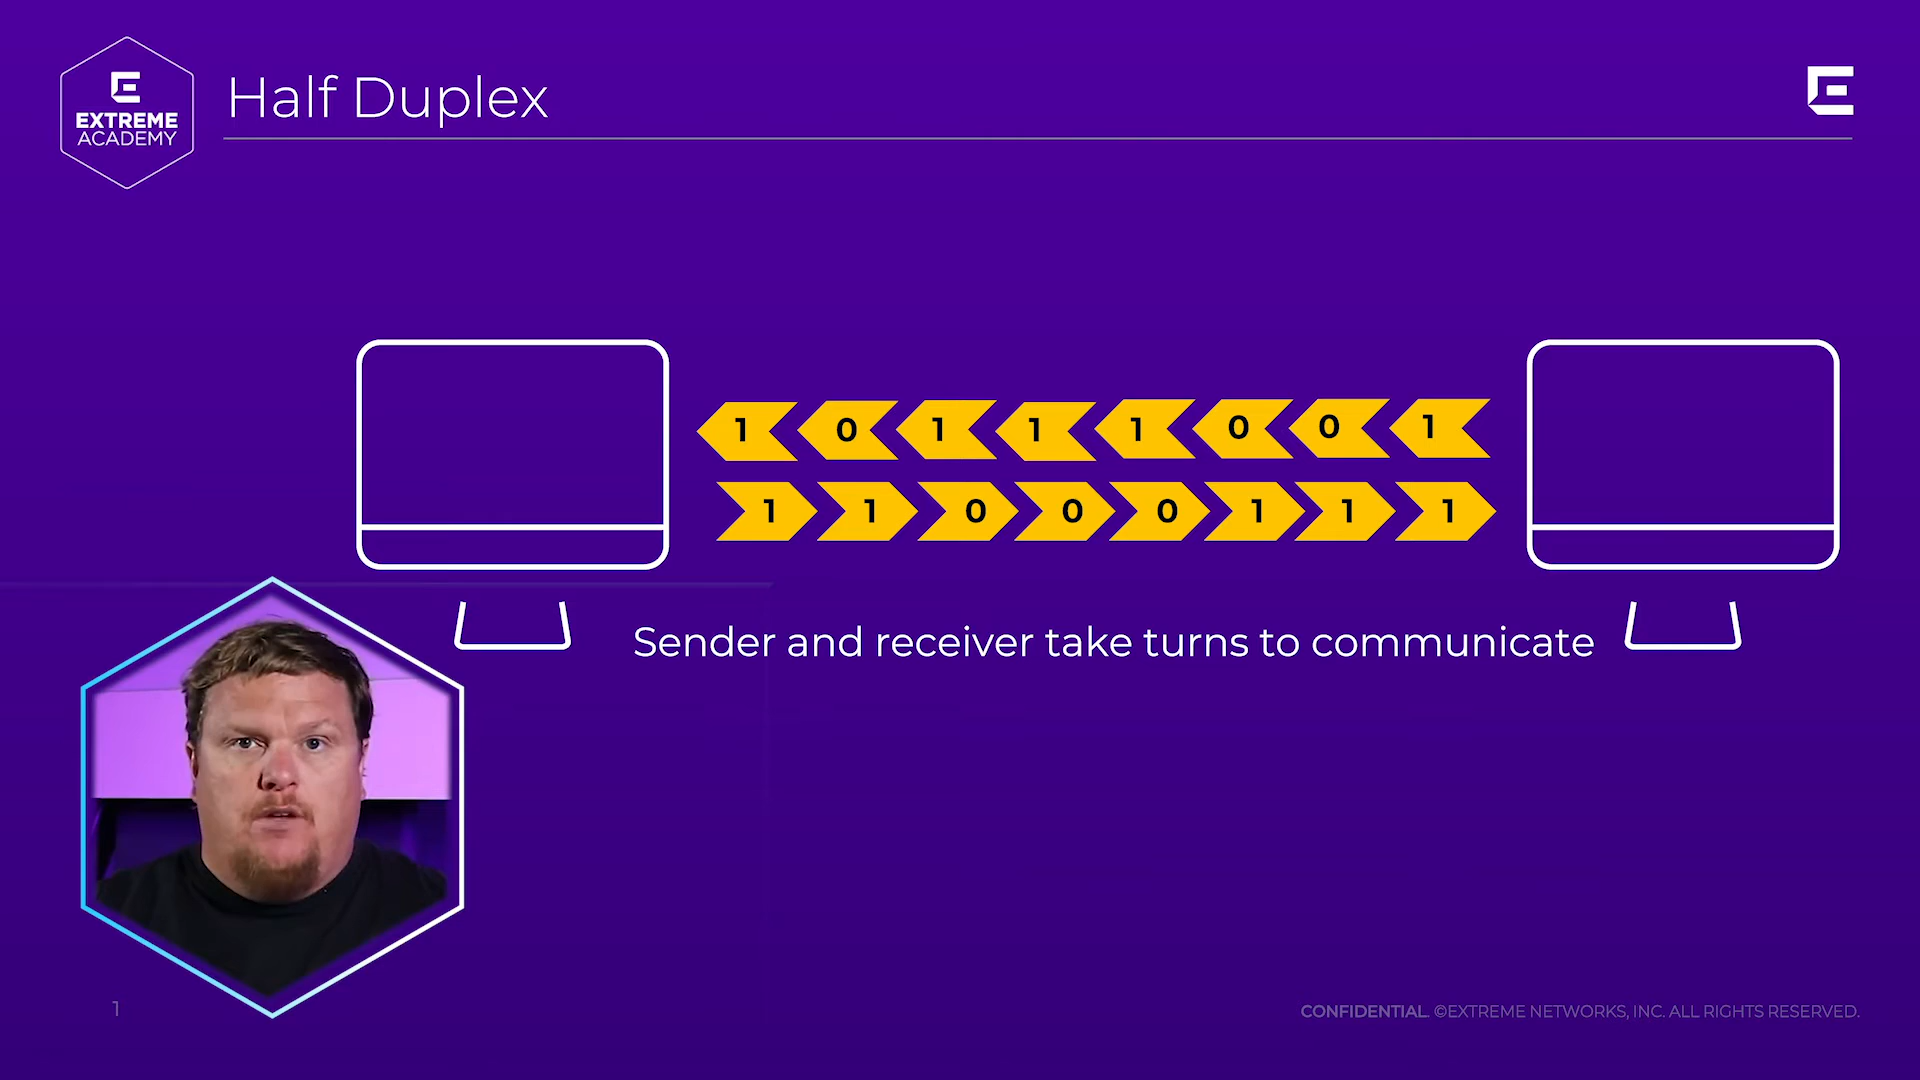 EXTREME
ACADEMY
Half Duplex
1 0 1 1 1 0 0 1
1 1 0 0 0 1 1 1
Sender and receiver take turns to communicate
1
CONFIDENTIAL. ©EXTREME NETWORKS, INC. ALL RIGHTS RESERVED.